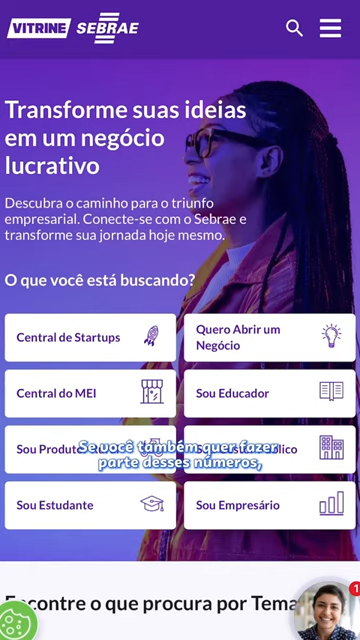 VITRINE SEBRAE
Transforme suas ideias
em um negócio
lucrativo
Descubra o caminho para o triunfo
empresarial. Conecte-se com o Sebrae e
transforme sua jornada hoje mesmo.
O que você está buscando?
Central de Startups
Quero Abrir um
Negócio
Central do MEI
Sou Educador
Se você também quer fazer
parte desses números,
Sou Estudante
Sou Empresário
1
Encontre o que procura por Tema